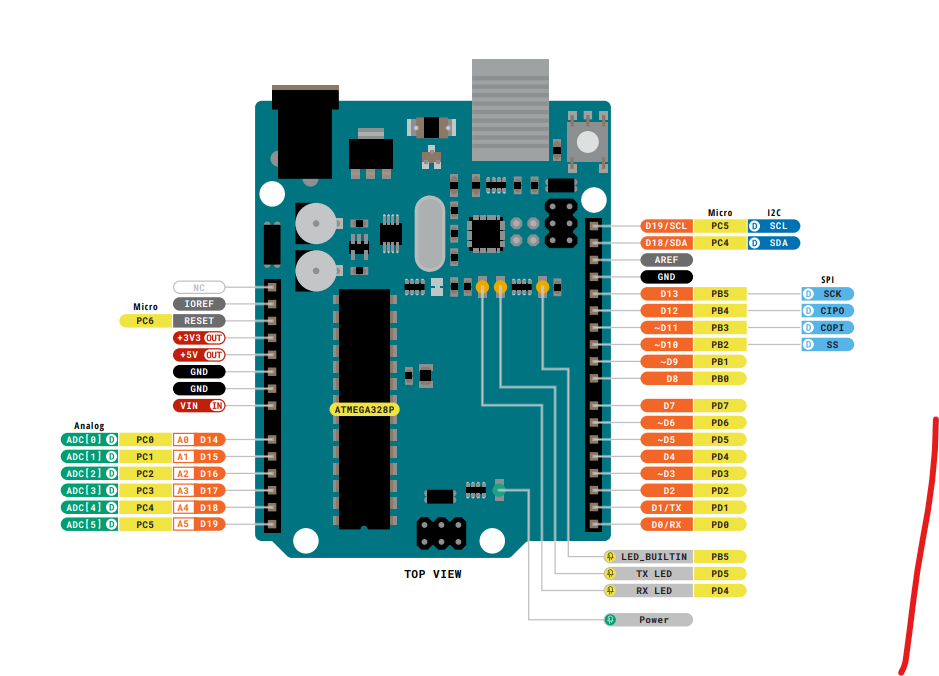 Micro I2C
D19/SCL PC5 D SCL
D18/SDA PC4 D SDA
AREF
GND
SPI
NC D13 PB5 D SCK
IOREF D12 PB4 D CIPO
Micro
PC6 RESET ~D11 PB3 D COPI
+3V3 OUT ~D10 PB2 D SS
+5V OUT ~D9 PB1
GND D8 PB0
GND
VIN IN D7 PD7
ATMEGA328P
~D6 PD6
Analog
ADC[0] D PC0 A0 D14 ~D5 PD5
ADC[1] D PC1 A1 D15 D4 PD4
ADC[2] D PC2 A2 D16 ~D3 PD3
ADC[3] D PC3 A3 D17 D2 PD2
ADC[4] D PC4 A4 D18 D1/TX PD1
ADC[5] D PC5 A5 D19 D0/RX PD0
LED_BUILTIN PB5
TOP VIEW TX LED PD5
RX LED PD4
Power